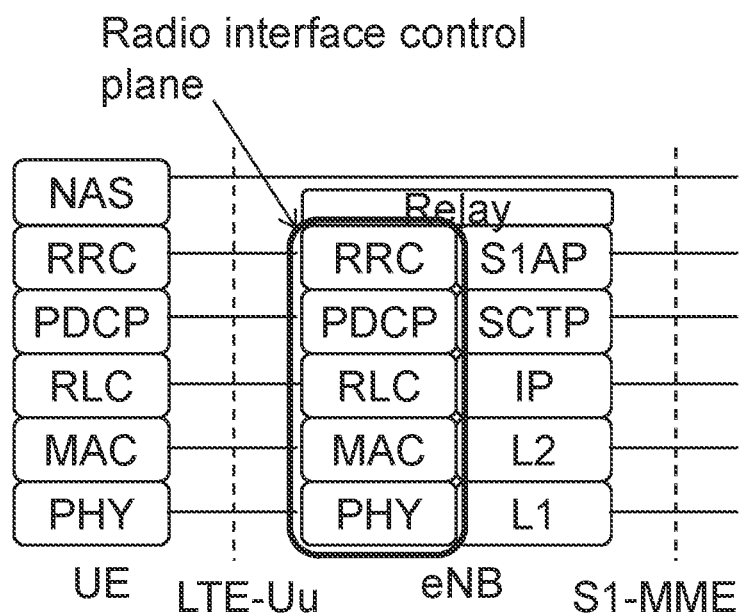 Radio interface control
plane
NAS
Relay
RRC RRC S1AP
PDCP PDCP SCTP
RLC RLC IP
MAC MAC L2
PHY PHY L1
UE LTE-Uu eNB S1-MME